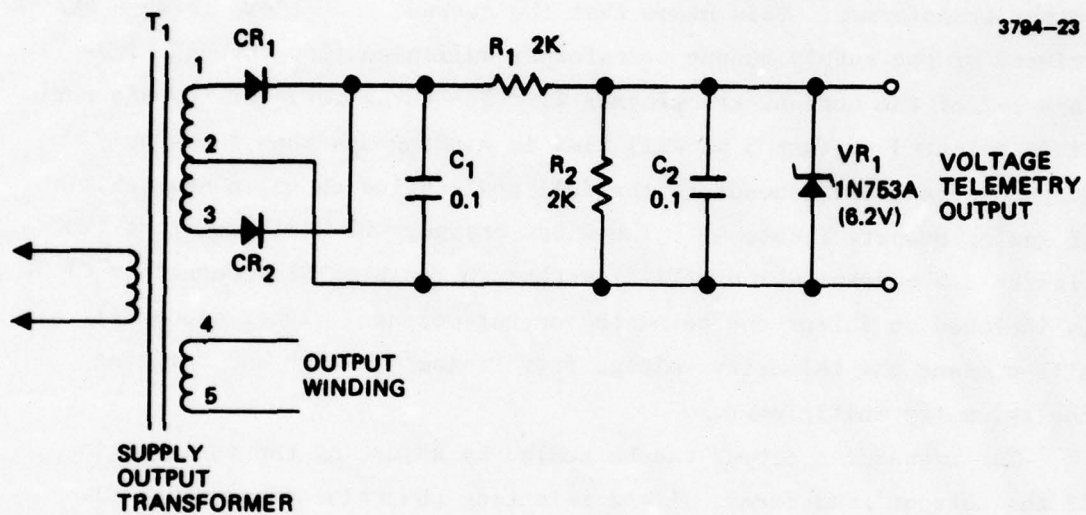 3794-23
T1
CR1
1
2
3
CR2
R1 2K
C1
0.1
R2
2K
C2
0.1
VR1
1N753A
(6.2V)
VOLTAGE
TELEMETRY
OUTPUT
4
5
OUTPUT
WINDING
SUPPLY
OUTPUT
TRANSFORMER